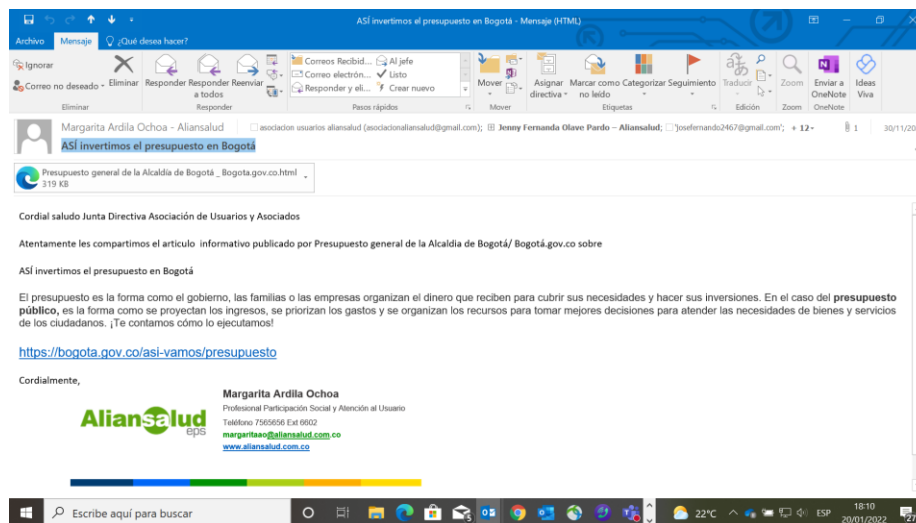 ASÍ invertimos el presupuesto en Bogotá - Mensaje (HTML)
Archivo Mensaje ¿Qué desea hacer?
Ignorar
Correo no deseado
Eliminar
Responder
Responder a todos
Reenviar
Correos Recibid... Al jefe
Correo electrón... Listo
Responder y eli... Crear nuevo
Mover
Asignar directiva
Marcar como no leído
Categorizar
Seguimiento
Traducir
Zoom
Enviar a OneNote
Ideas Viva
Eliminar Responder Pasos rápidos Mover Etiquetas Edición Zoom OneNote
Margarita Ardila Ochoa - Aliansalud asociacion usuarios aliansalud (asociacionaliansalud@gmail.com); Jenny Fernanda Olave Pardo – Aliansalud; 'josefernando2467@gmail.com'; + 12 1 30/11/20
ASÍ invertimos el presupuesto en Bogotá
Presupuesto general de la Alcaldía de Bogotá _ Bogota.gov.co.html
319 KB
Cordial saludo Junta Directiva Asociación de Usuarios y Asociados
Atentamente les compartimos el articulo informativo publicado por Presupuesto general de la Alcaldia de Bogotá/ Bogotá.gov.co sobre
ASÍ invertimos el presupuesto en Bogotá
El presupuesto es la forma como el gobierno, las familias o las empresas organizan el dinero que reciben para cubrir sus necesidades y hacer sus inversiones. En el caso del presupuesto
público, es la forma como se proyectan los ingresos, se priorizan los gastos y se organizan los recursos para tomar mejores decisiones para atender las necesidades de bienes y servicios
de los ciudadanos. ¡Te contamos cómo lo ejecutamos!
https://bogota.gov.co/asi-vamos/presupuesto
Cordialmente,
Aliansalud
eps
Margarita Ardila Ochoa
Profesional Participación Social y Atención al Usuario
Teléfono 7565656 Ext 6602
margaritaao@aliansalud.com.co
www.aliansalud.com.co
Escribe aquí para buscar
22°C ESP 18:10
20/01/2022 27